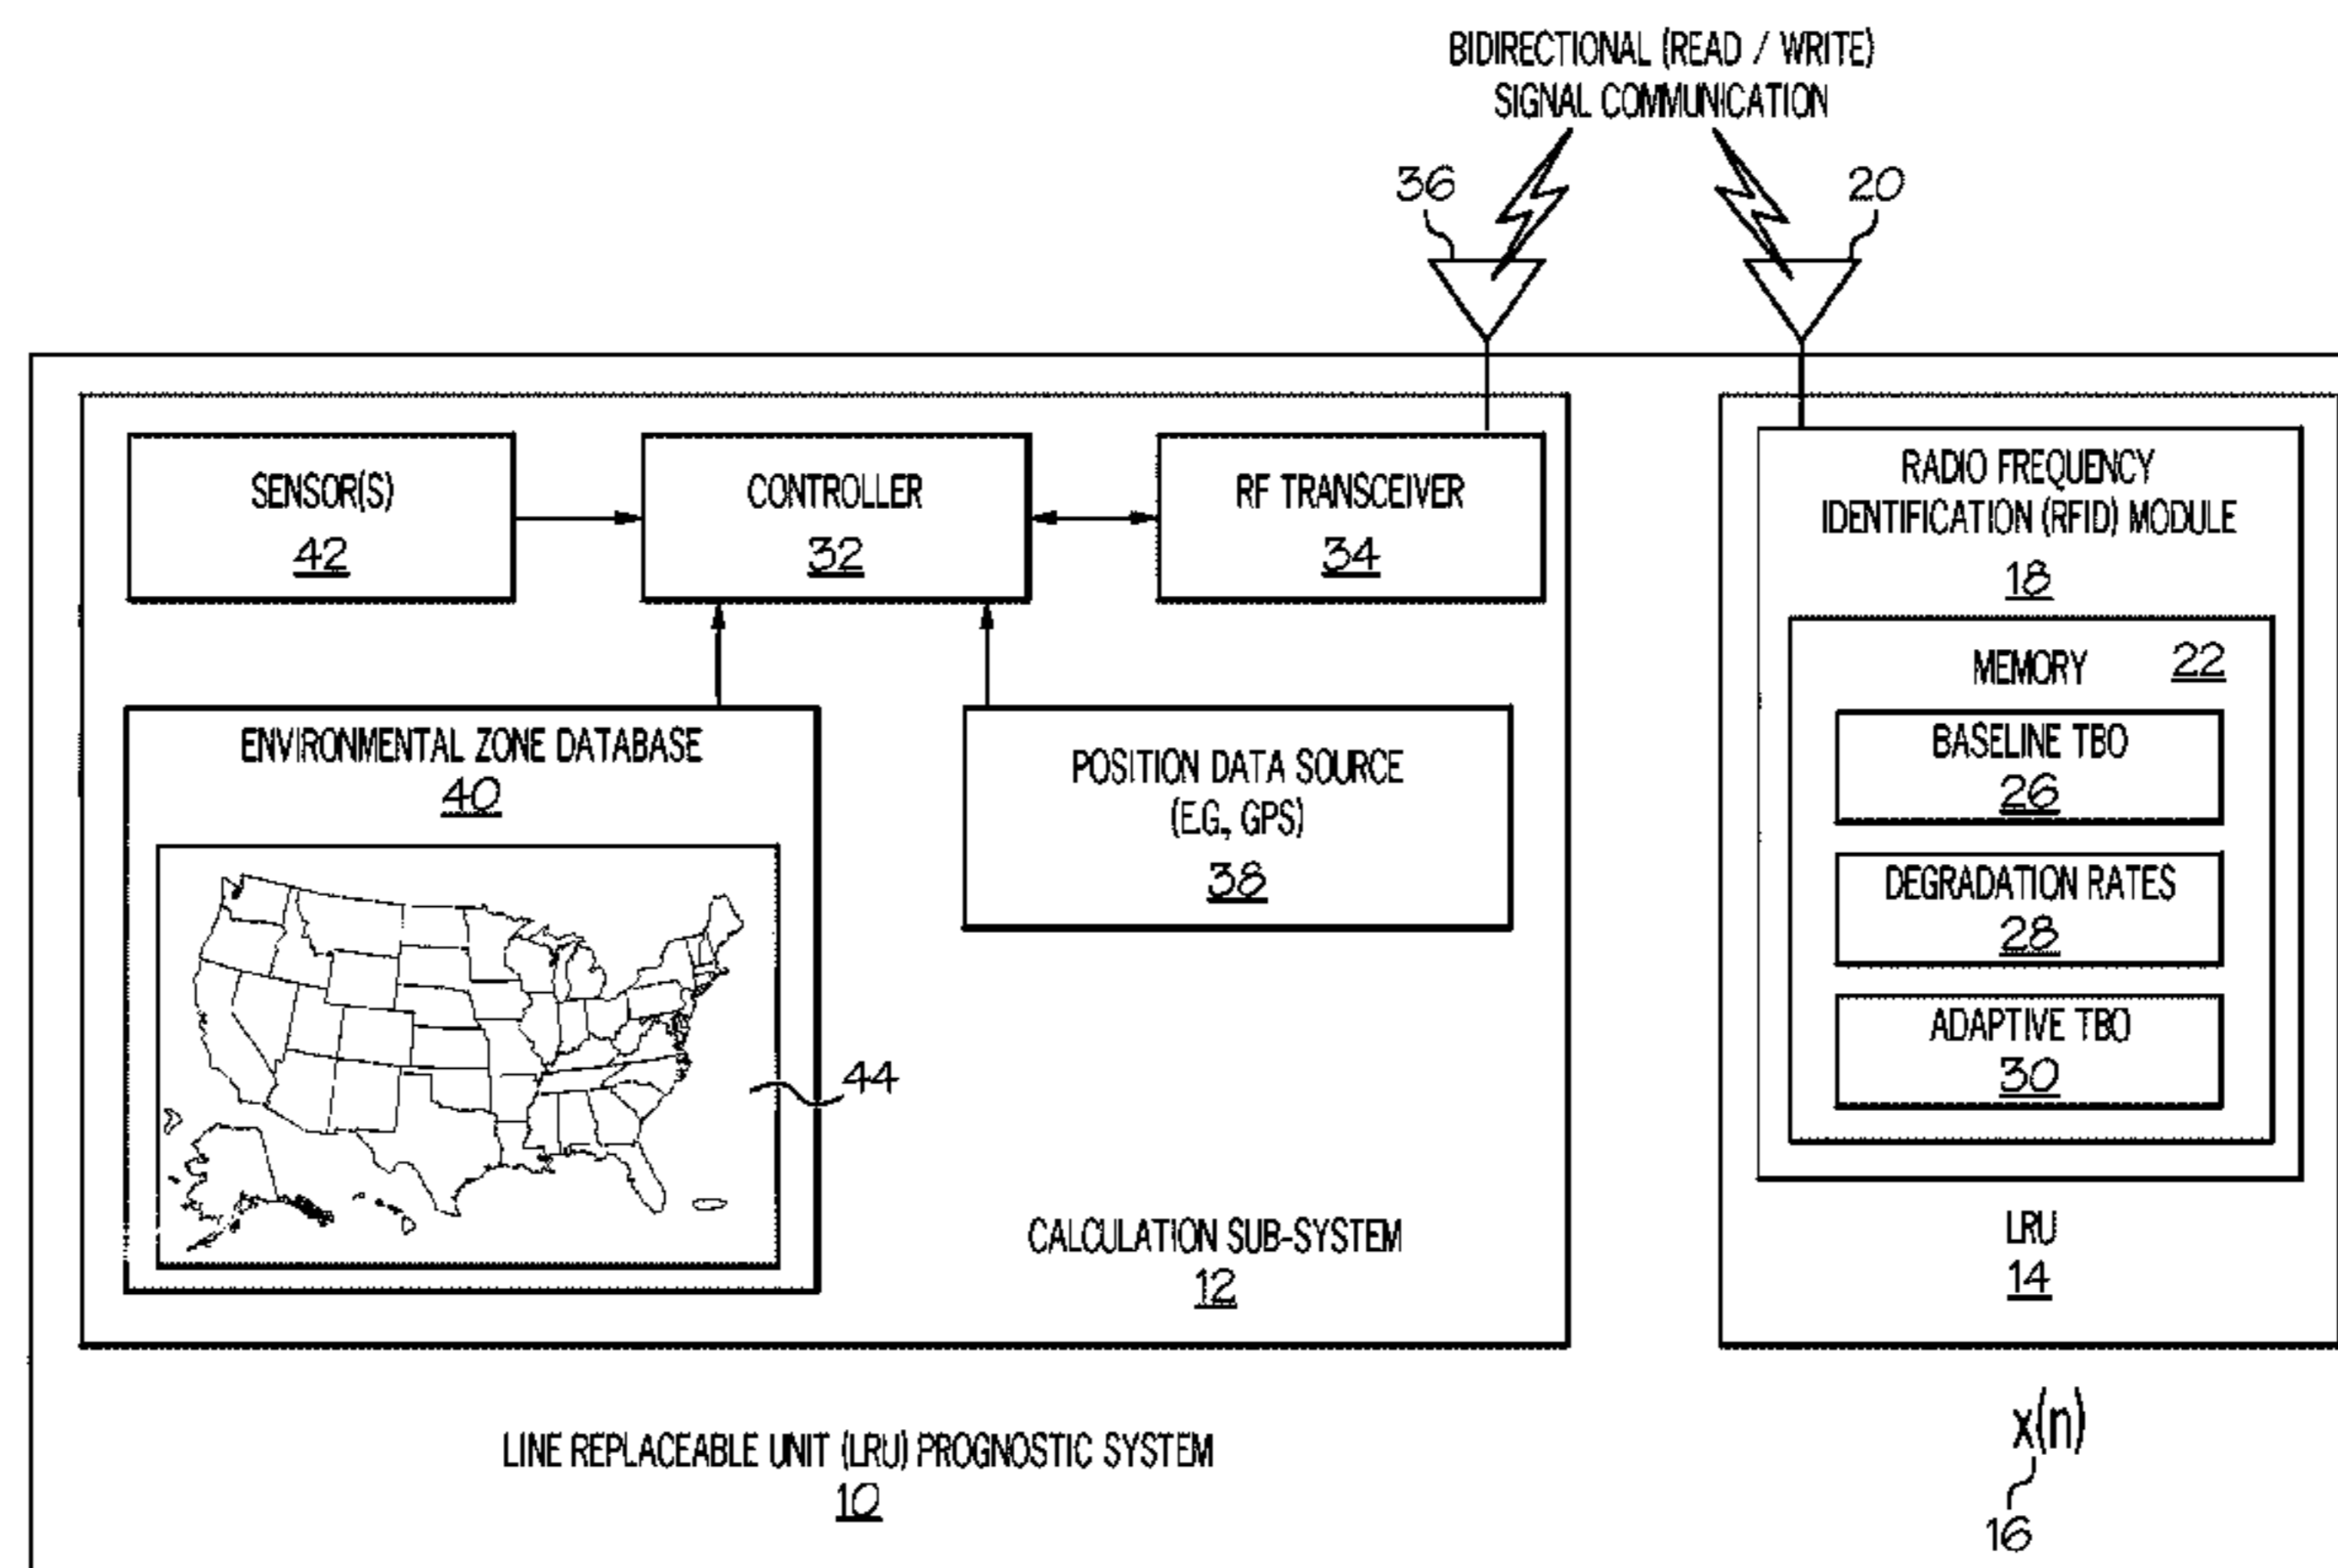 BIDIRECTIONAL (READ / WRITE)
SIGNAL COMMUNICATION
36
20
SENSOR(S)
42
CONTROLLER
32
RF TRANSCEIVER
34
RADIO FREQUENCY
IDENTIFICATION (RFID) MODULE
18
MEMORY 22
BASELINE TBO
26
DEGRADATION RATES
28
ADAPTIVE TBO
30
ENVIRONMENTAL ZONE DATABASE
40
POSITION DATA SOURCE
(E.G., GPS)
38
44
CALCULATION SUB-SYSTEM
12
LRU
14
x(n)
16
LINE REPLACEABLE UNIT (LRU) PROGNOSTIC SYSTEM
10